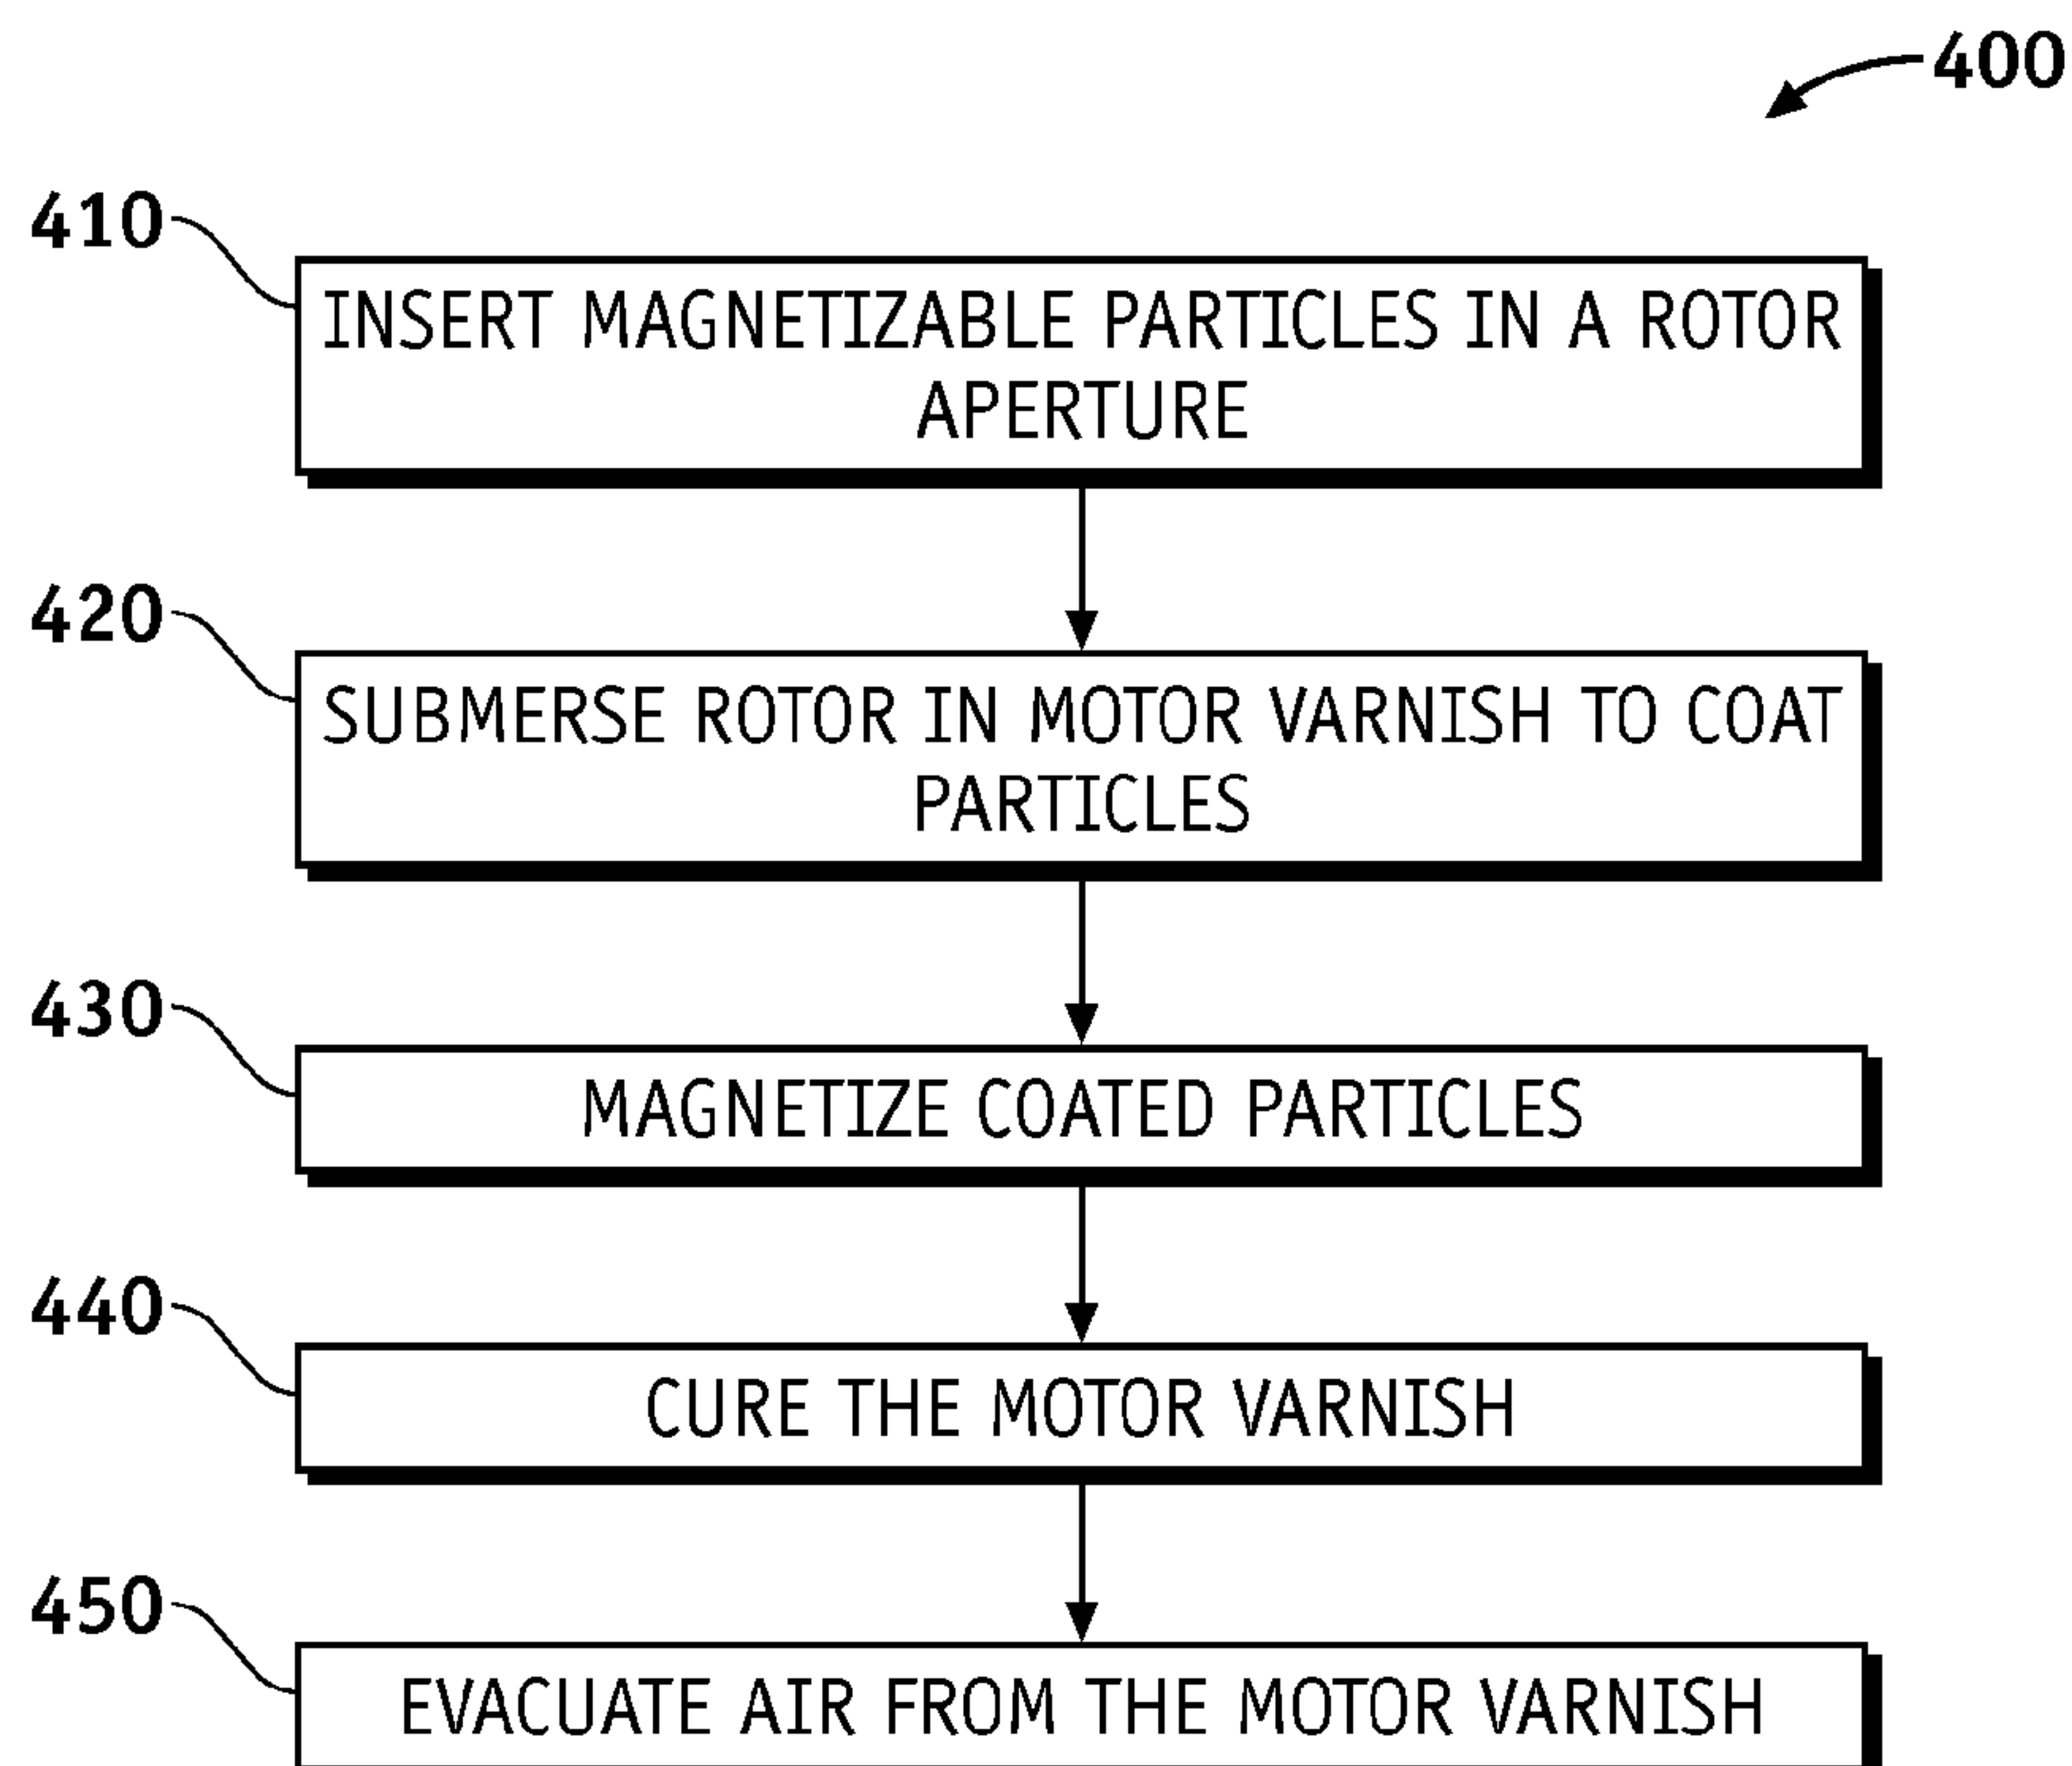 400
410
INSERT MAGNETIZABLE PARTICLES IN A ROTOR
APERTURE
420
SUBMERSE ROTOR IN MOTOR VARNISH TO COAT
PARTICLES
430
MAGNETIZE COATED PARTICLES
440
CURE THE MOTOR VARNISH
450
EVACUATE AIR FROM THE MOTOR VARNISH